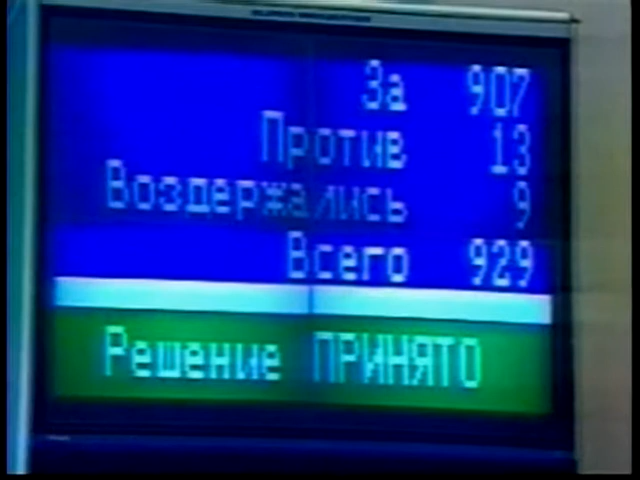 За 907
Против 13
Воздержались 9
Всего 929
Решение ПРИНЯТО